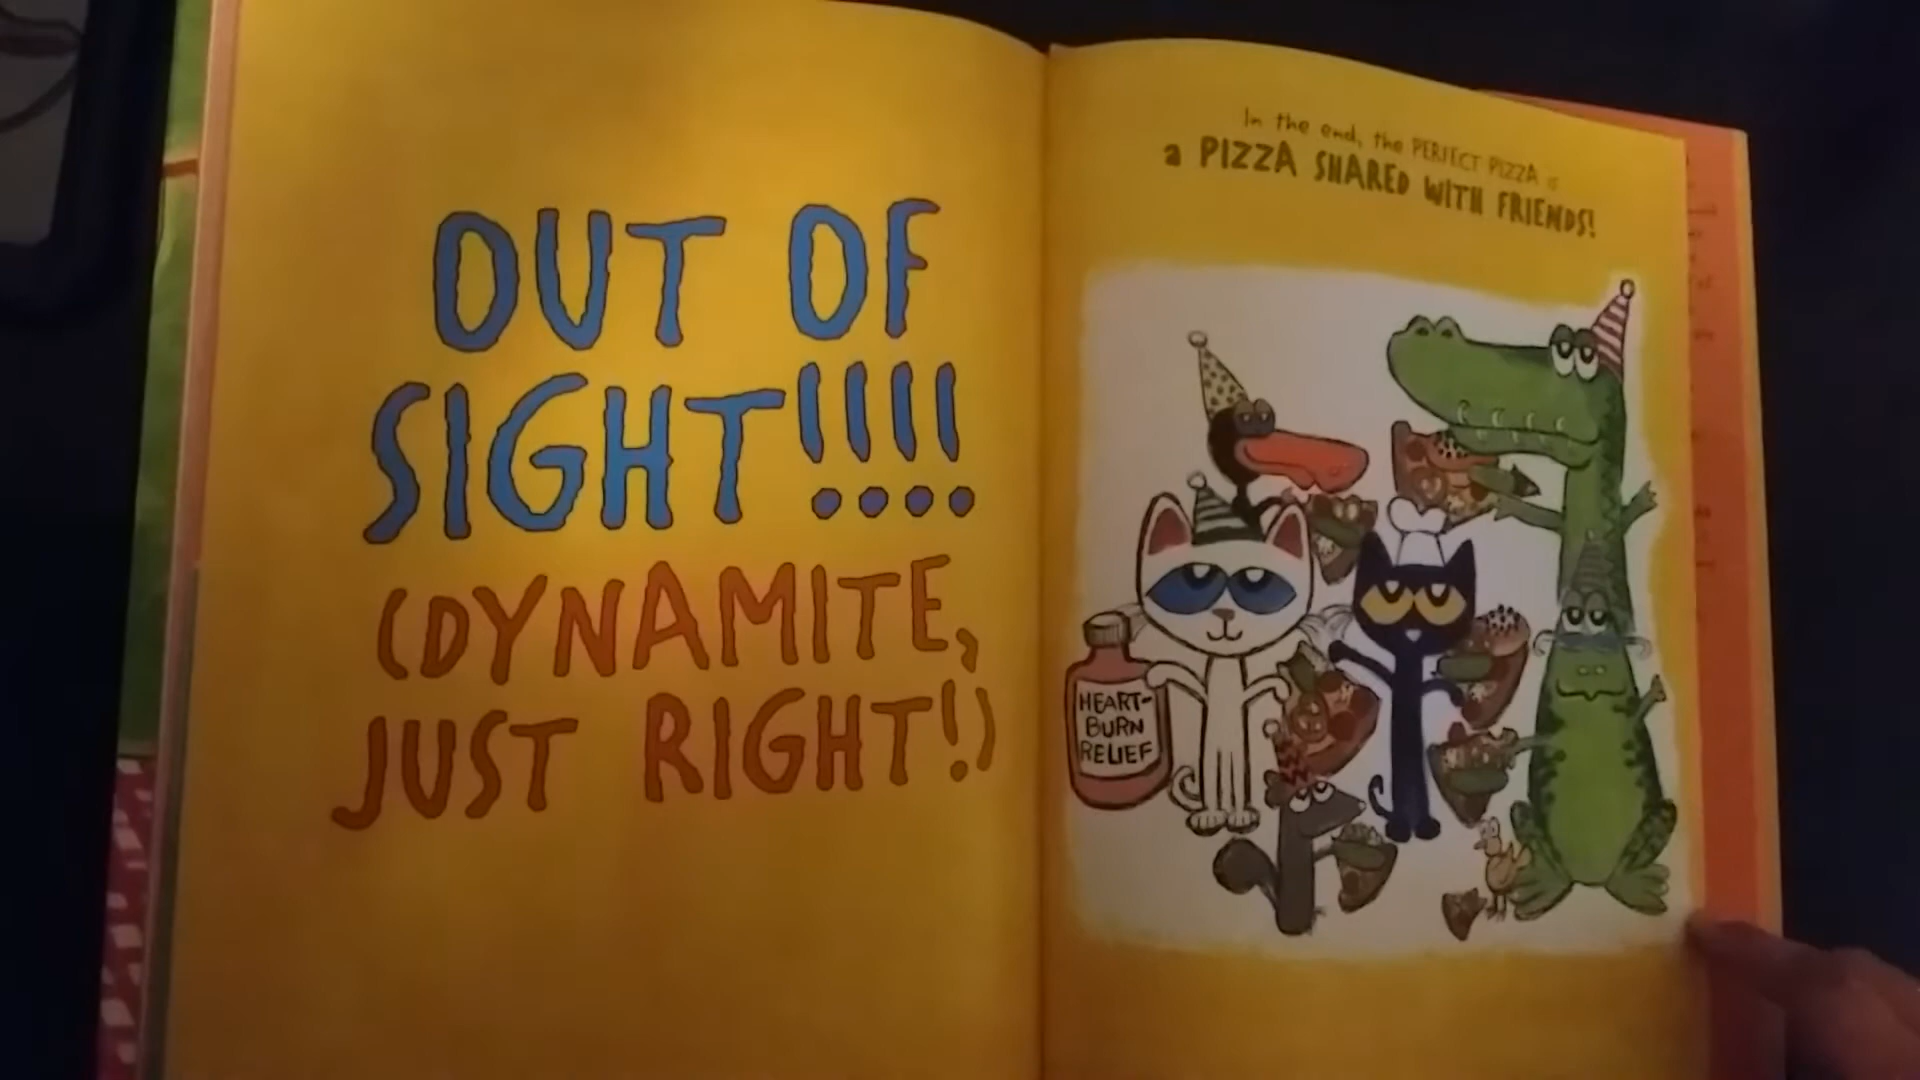 OUT OF
SIGHT!!!!
(DYNAMITE,
JUST RIGHT!)
In the end, the PERFECT PIZZA is
a PIZZA SHARED WITH FRIENDS!
HEART-
BURN
RELIEF